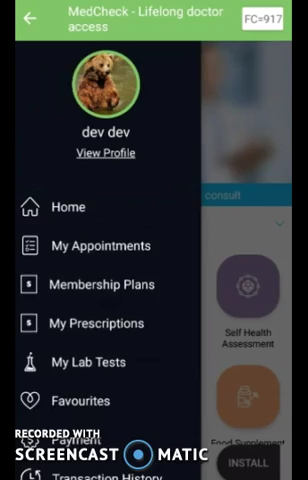 MedCheck - Lifelong doctor
access
FC=917
dev dev
View Profile
consult
Home
My Appointments
Membership Plans
My Prescriptions
My Lab Tests
Favourites
Payment
Transaction History
Self Health
Assessment
Food Supplement
INSTALL
RECORDED WITH
SCREENCAST MATIC